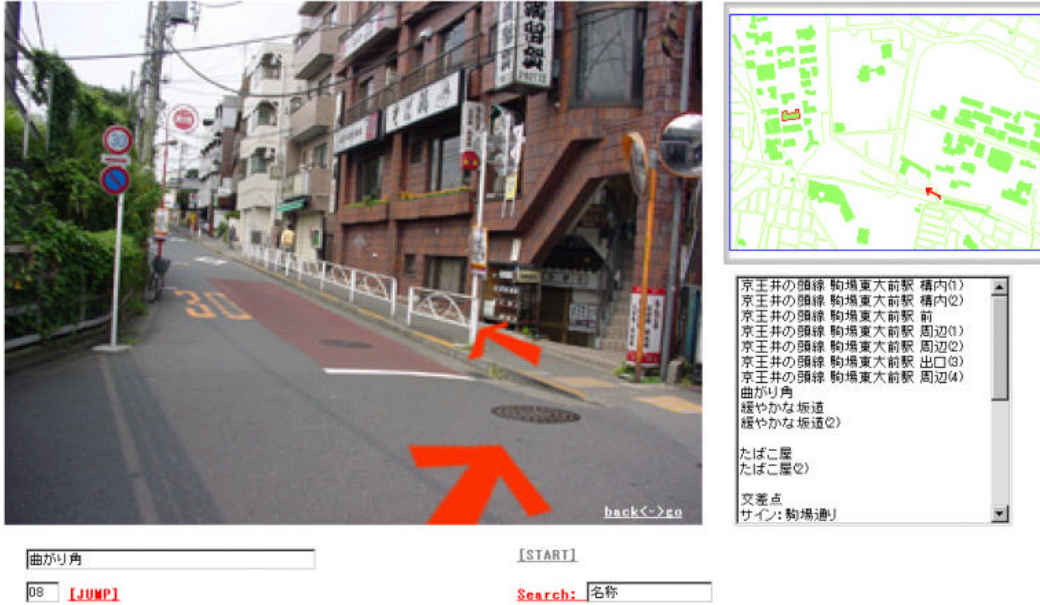 30
30
back<->go
京王井の頭線 駒場東大前駅 構内(1)
京王井の頭線 駒場東大前駅 構内(2)
京王井の頭線 駒場東大前駅 前
京王井の頭線 駒場東大前駅 周辺(1)
京王井の頭線 駒場東大前駅 周辺(2)
京王井の頭線 駒場東大前駅 出口(3)
京王井の頭線 駒場東大前駅 周辺(4)
曲がり角
緩やかな坂道
緩やかな坂道(2)
たばこ屋
たばこ屋(2)
交差点
サイン:駒場通り
曲がり角
[START]
08 [JUMP]
Search: 名称